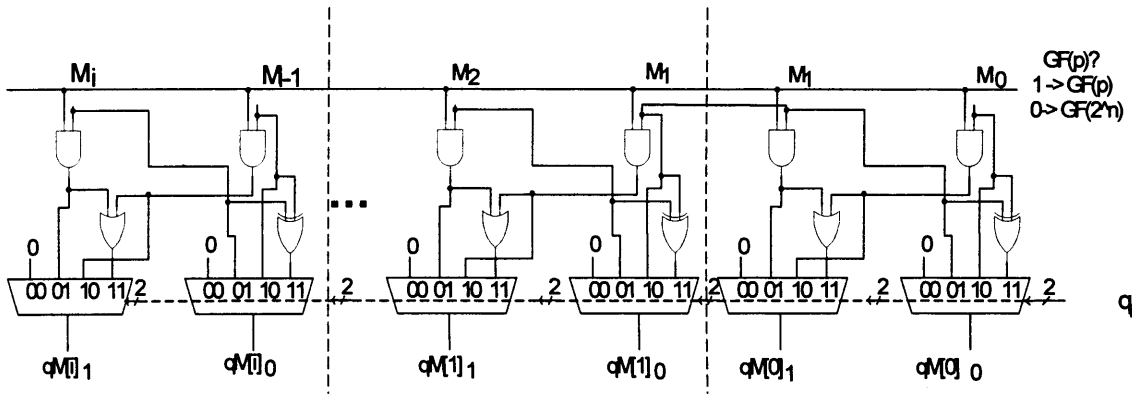 GF(p)?
1 -> GF(p)
0-> GF(2^n)
Mi M-1 M2 M1 M1 M0
...
0 0 0 0 0 0
00 01 10 11 2 00 01 10 11 2 00 01 10 11 2 00 01 10 11 2 00 01 10 11 2 00 01 10 11 2
q
qM[i]1 qM[i]0 qM[1]1 qM[1]0 qM[0]1 qM[0] 0